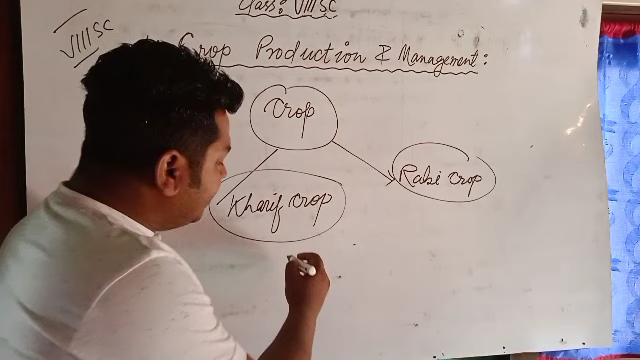 Class: VIII SC
VIII SC
Crop Production & Management:
Crop
Rabi crop
Kharif crop